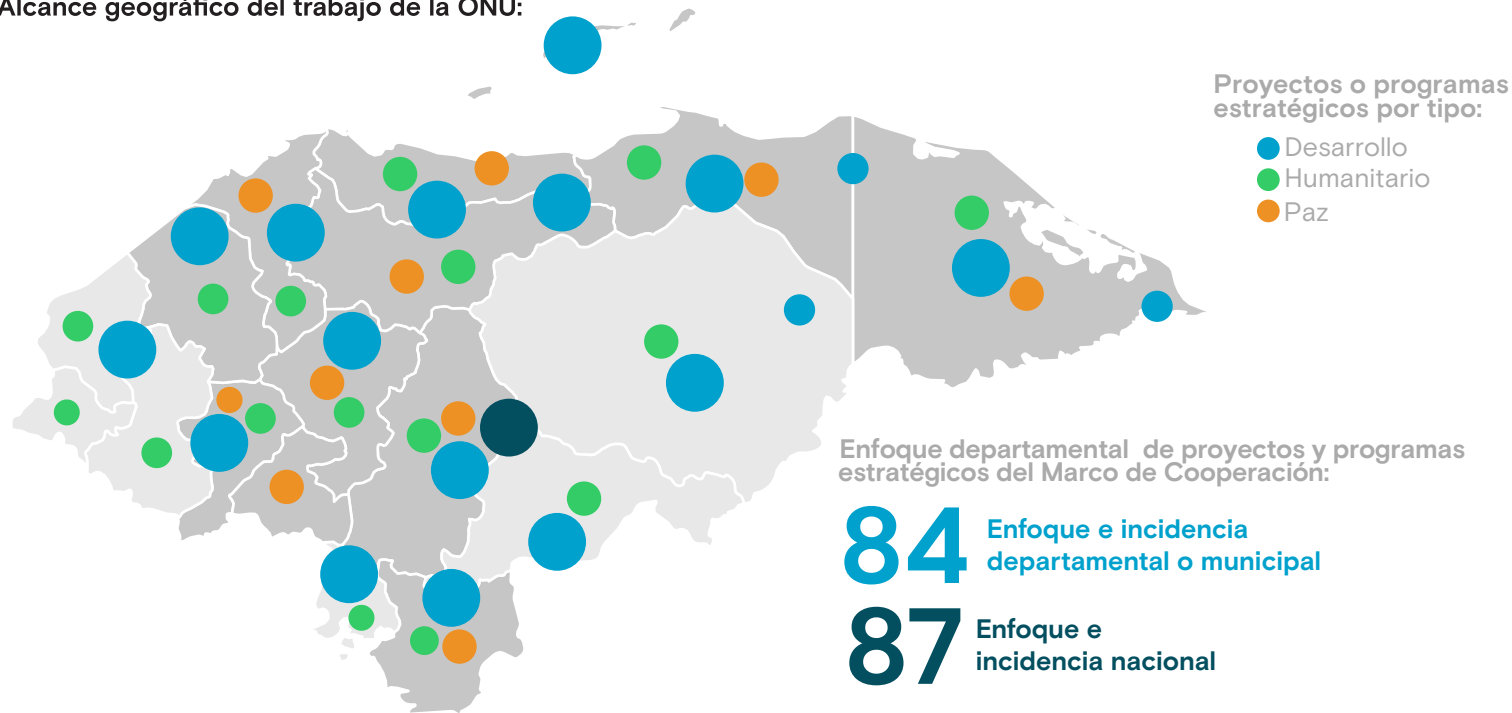 Alcance geográfico del trabajo de la ONU:
Proyectos o programas
estratégicos por tipo:
Desarrollo
Humanitario
Paz
Enfoque departamental de proyectos y programas
estratégicos del Marco de Cooperación:
84 Enfoque e incidencia
departamental o municipal
87 Enfoque e
incidencia nacional